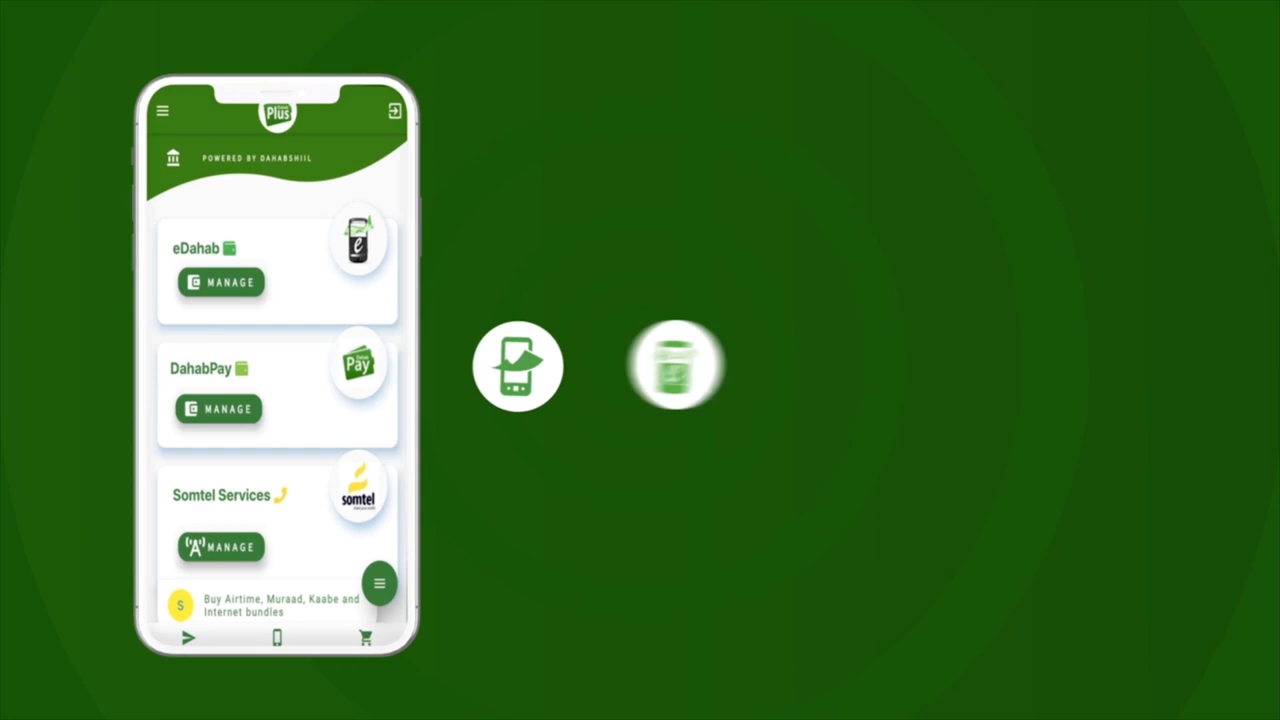 Plus
POWERED BY DAHABSHIIL
eDahab
e
MANAGE
DahabPay
Pay
MANAGE
Somtel Services
somtel
MANAGE
S
Buy Airtime, Muraad, Kaabe and
Internet bundles